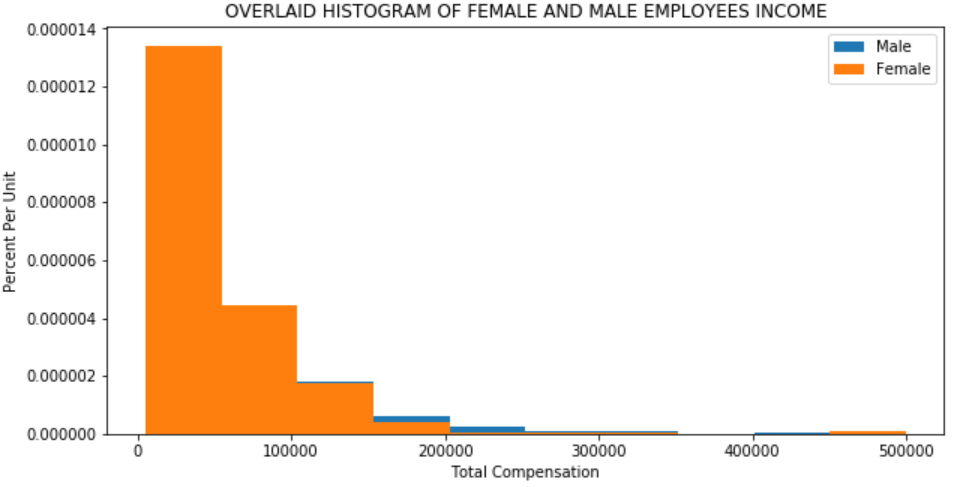 OVERLAID HISTOGRAM OF FEMALE AND MALE EMPLOYEES INCOME
0.000014
0.000012
0.000010
0.000008
0.000006
0.000004
0.000002
0.000000
Percent Per Unit
Male
Female
0 100000 200000 300000 400000 500000
Total Compensation